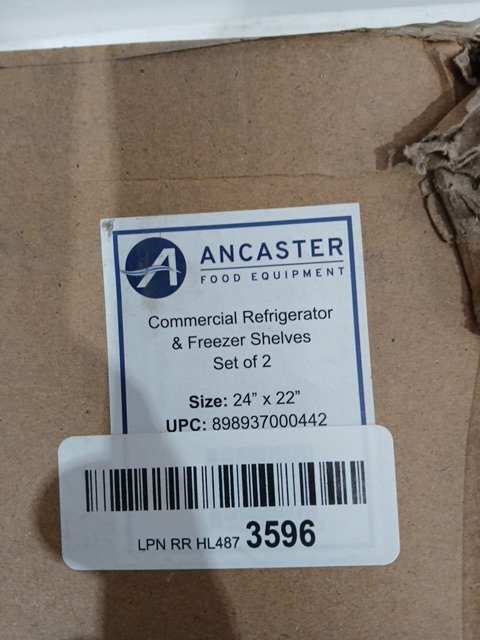 ANCASTER
FOOD EQUIPMENT
Commercial Refrigerator
& Freezer Shelves
Set of 2
Size: 24" x 22"
UPC: 898937000442
LPN RR HL487 3596